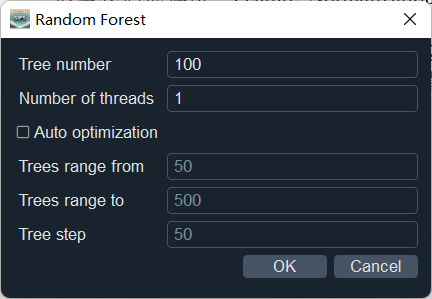 Random Forest
Tree number 100
Number of threads 1
Auto optimization
Trees range from 50
Trees range to 500
Tree step 50
OK Cancel